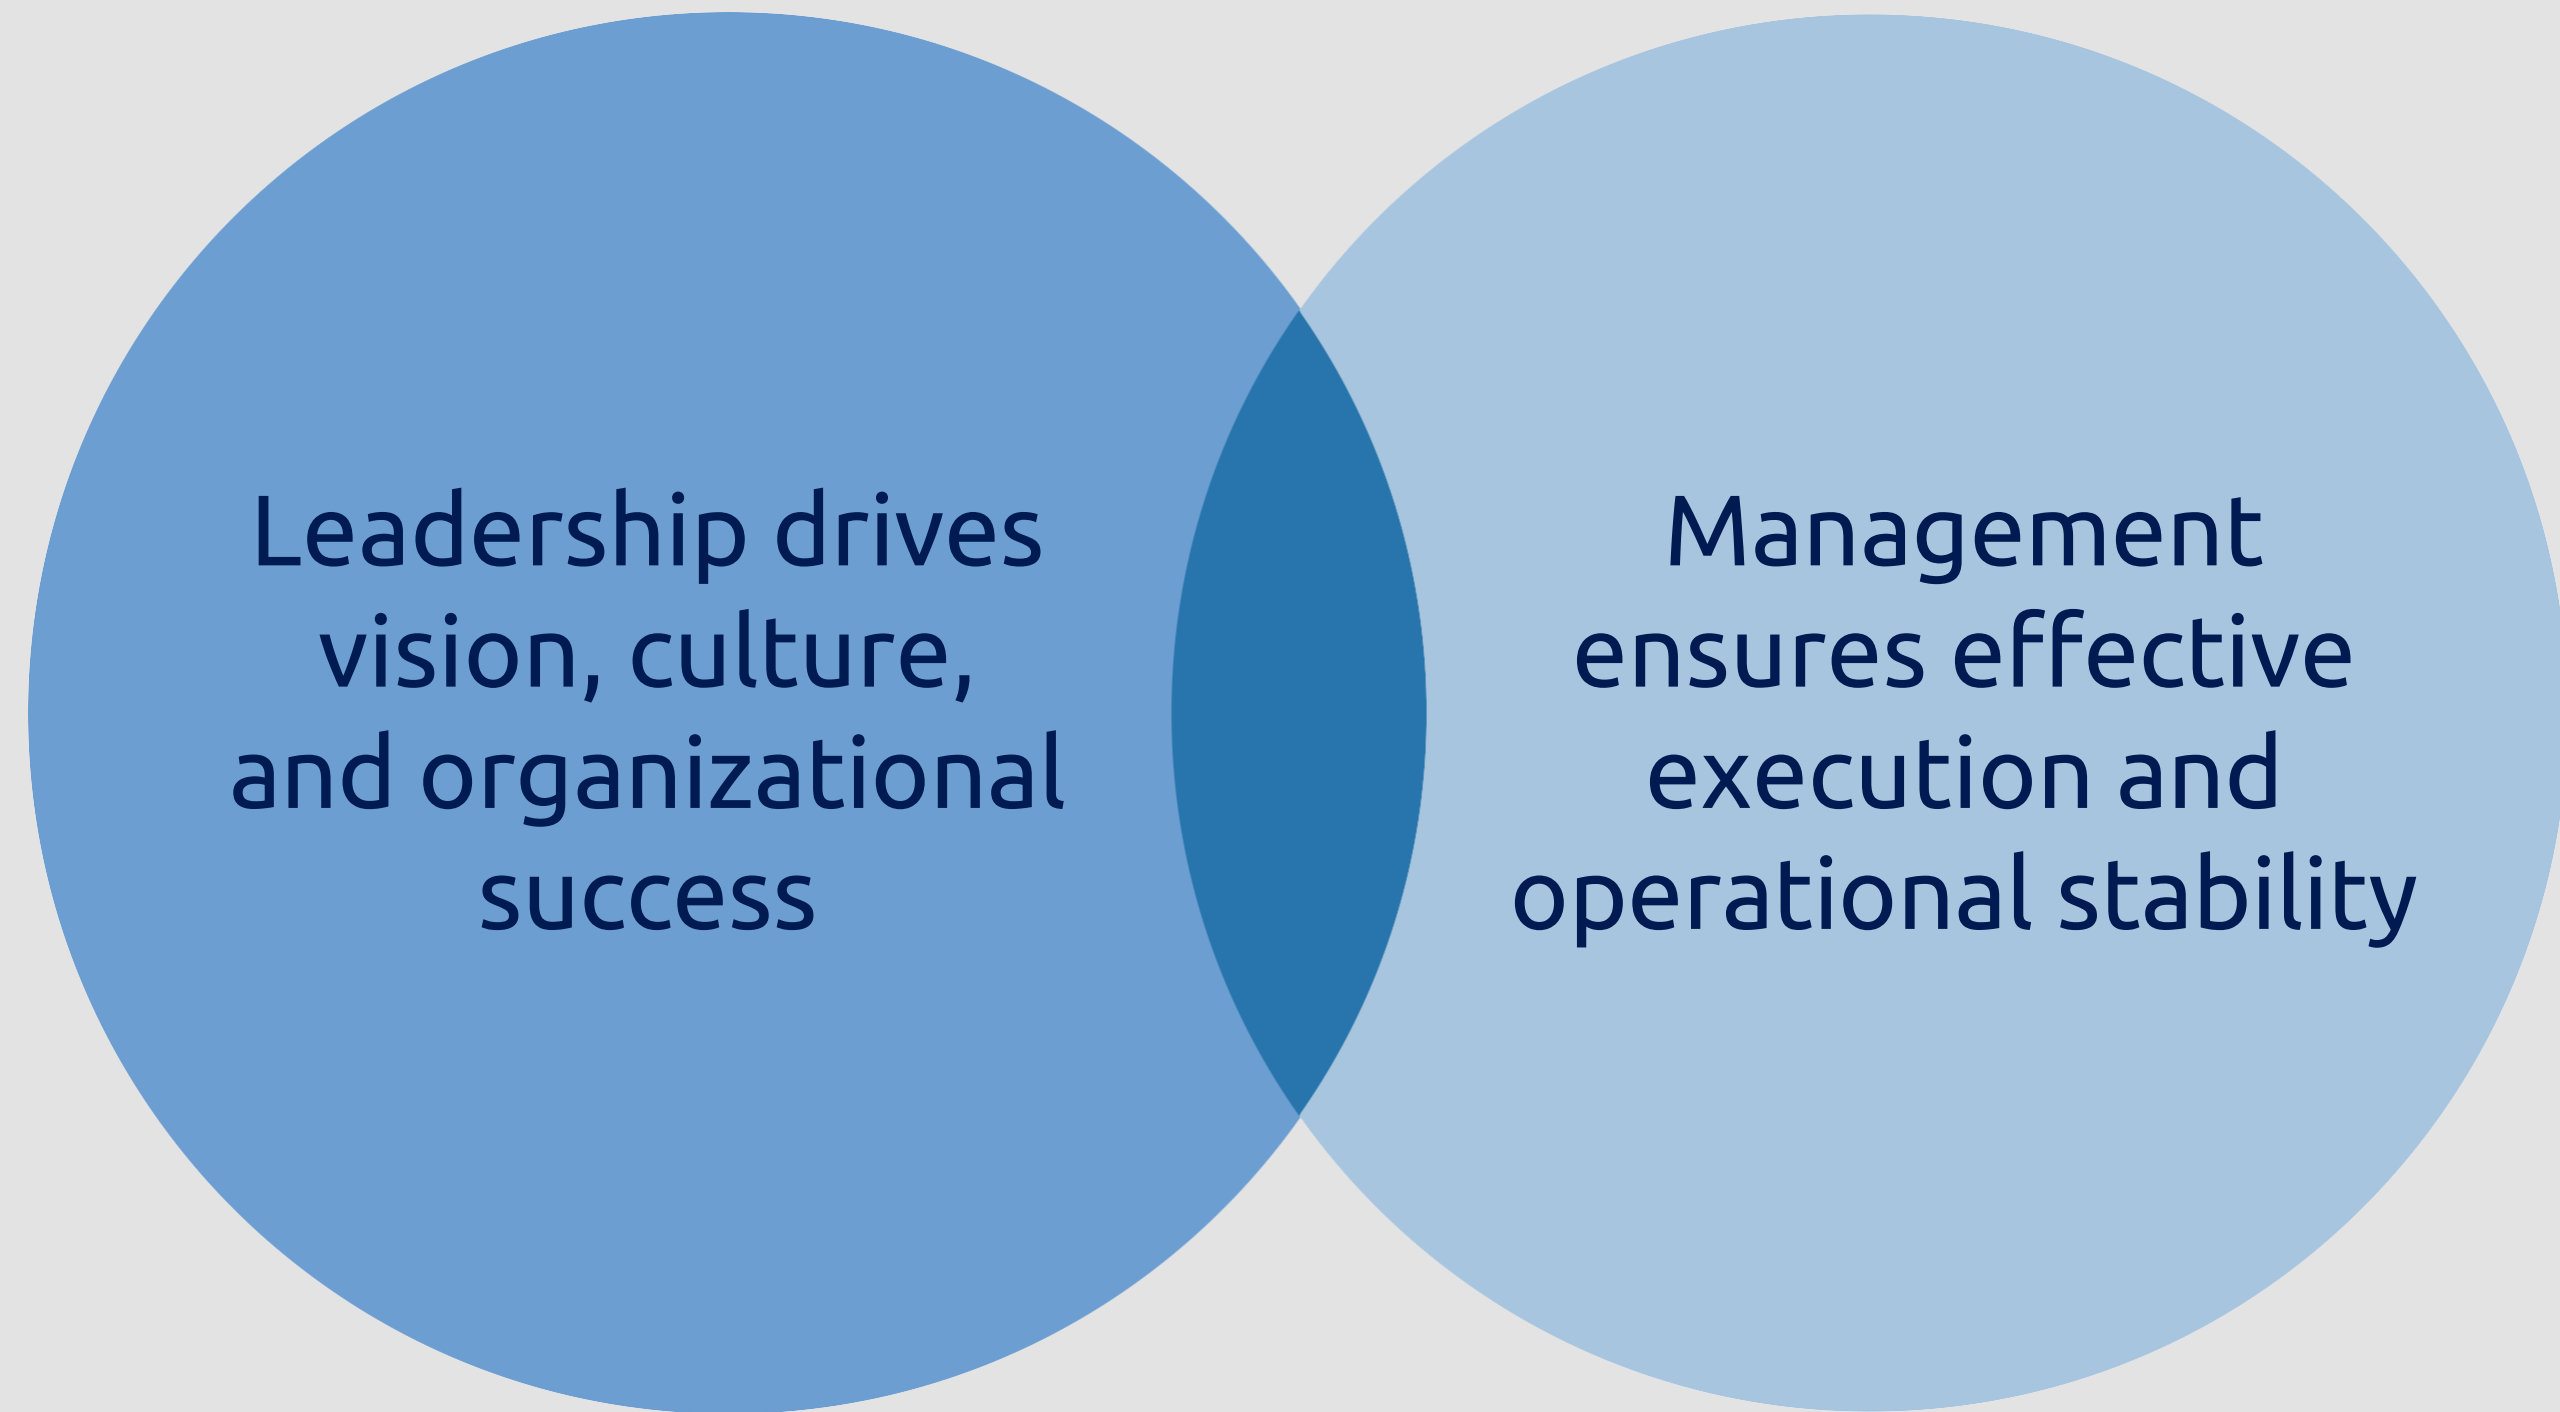 Leadership drives
vision, culture,
and organizational
success
Management
ensures effective
execution and
operational stability